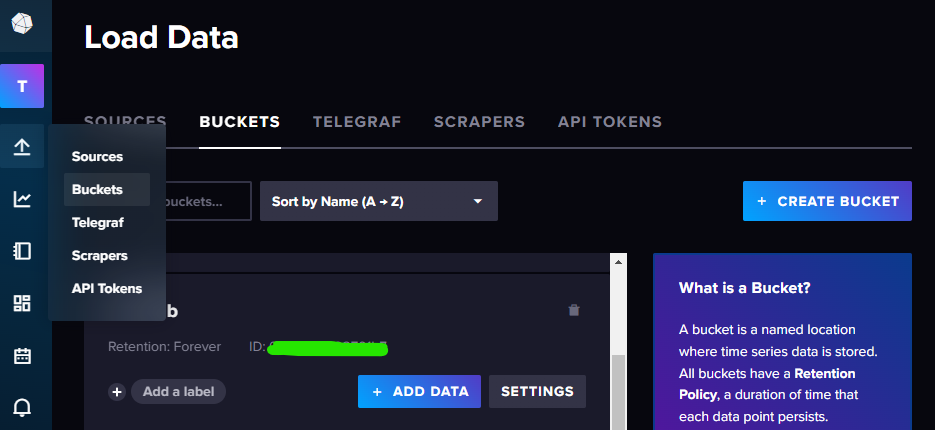 Load Data
T
SOURCES
BUCKETS
TELEGRAF
SCRAPERS
API TOKENS
Sources
Buckets
Telegraf
Scrapers
API Tokens
buckets...
Sort by Name (A → Z)
+ CREATE BUCKET
b
Retention: Forever
ID:
+ Add a label
+ ADD DATA
SETTINGS
What is a Bucket?
A bucket is a named location
where time series data is stored.
All buckets have a Retention
Policy, a duration of time that
each data point persists.